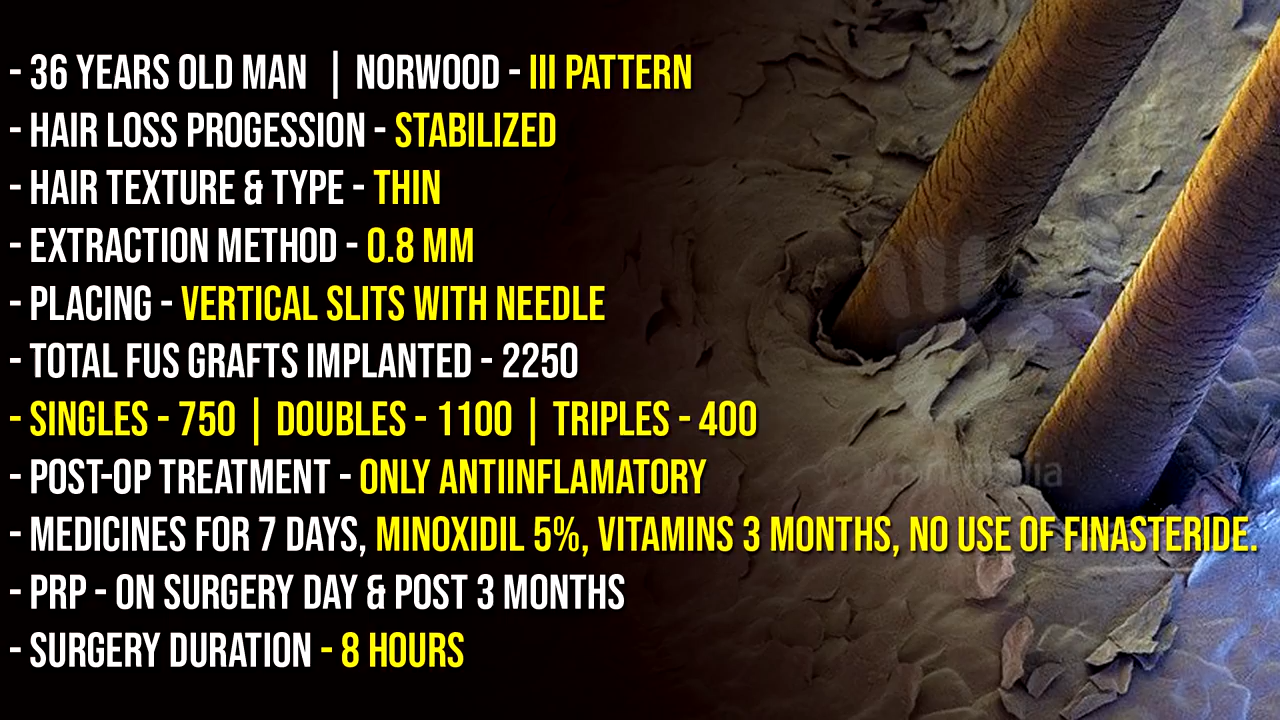 - 36 YEARS OLD MAN | NORWOOD - III PATTERN
- HAIR LOSS PROGESSION - STABILIZED
- HAIR TEXTURE & TYPE - THIN
- EXTRACTION METHOD - 0.8 MM
- PLACING - VERTICAL SLITS WITH NEEDLE
- TOTAL FUS GRAFTS IMPLANTED - 2250
- SINGLES - 750 | DOUBLES - 1100 | TRIPLES - 400
- POST-OP TREATMENT - ONLY ANTIINFLAMATORY
- MEDICINES FOR 7 DAYS, MINOXIDIL 5%, VITAMINS 3 MONTHS, NO USE OF FINASTERIDE.
- PRP - ON SURGERY DAY & POST 3 MONTHS
- SURGERY DURATION - 8 HOURS